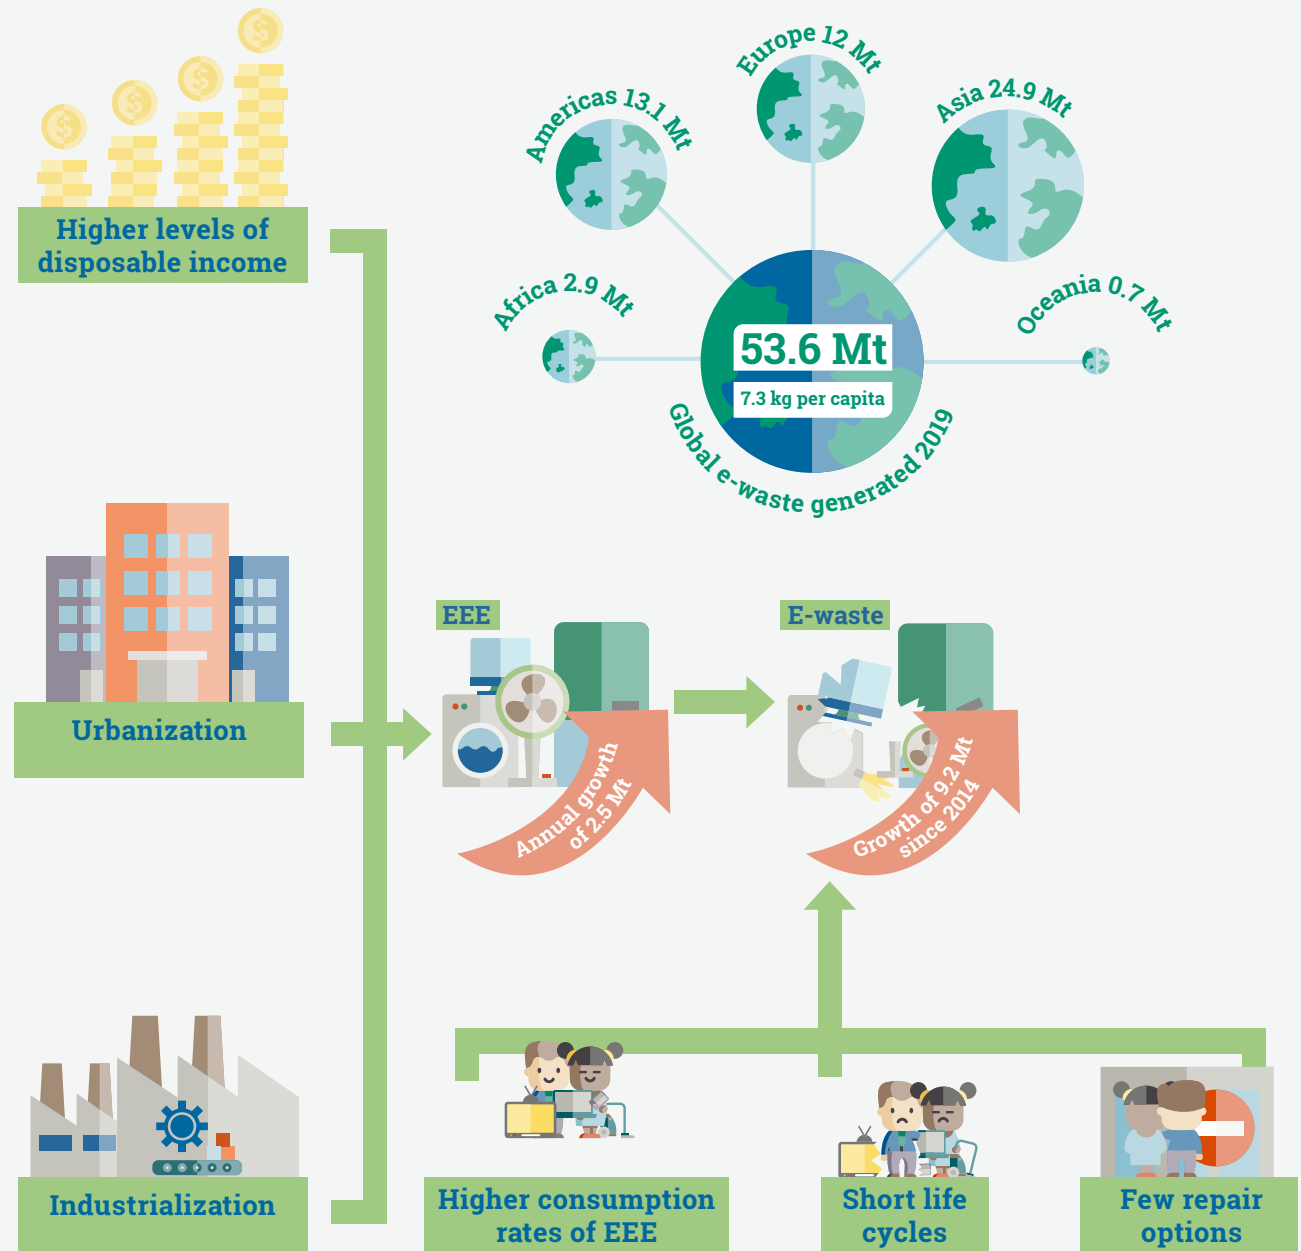 Higher levels of
disposable income
Americas 13.1 Mt
Europe 12 Mt
Asia 24.9 Mt
Africa 2.9 Mt
Oceania 0.7 Mt
53.6 Mt
7.3 kg per capita
Global e-waste generated 2019
Urbanization
EEE
Annual growth
of 2.5 Mt
E-waste
Growth of 9.2 Mt
since 2014
Industrialization
Higher consumption
rates of EEE
Short life
cycles
Few repair
options